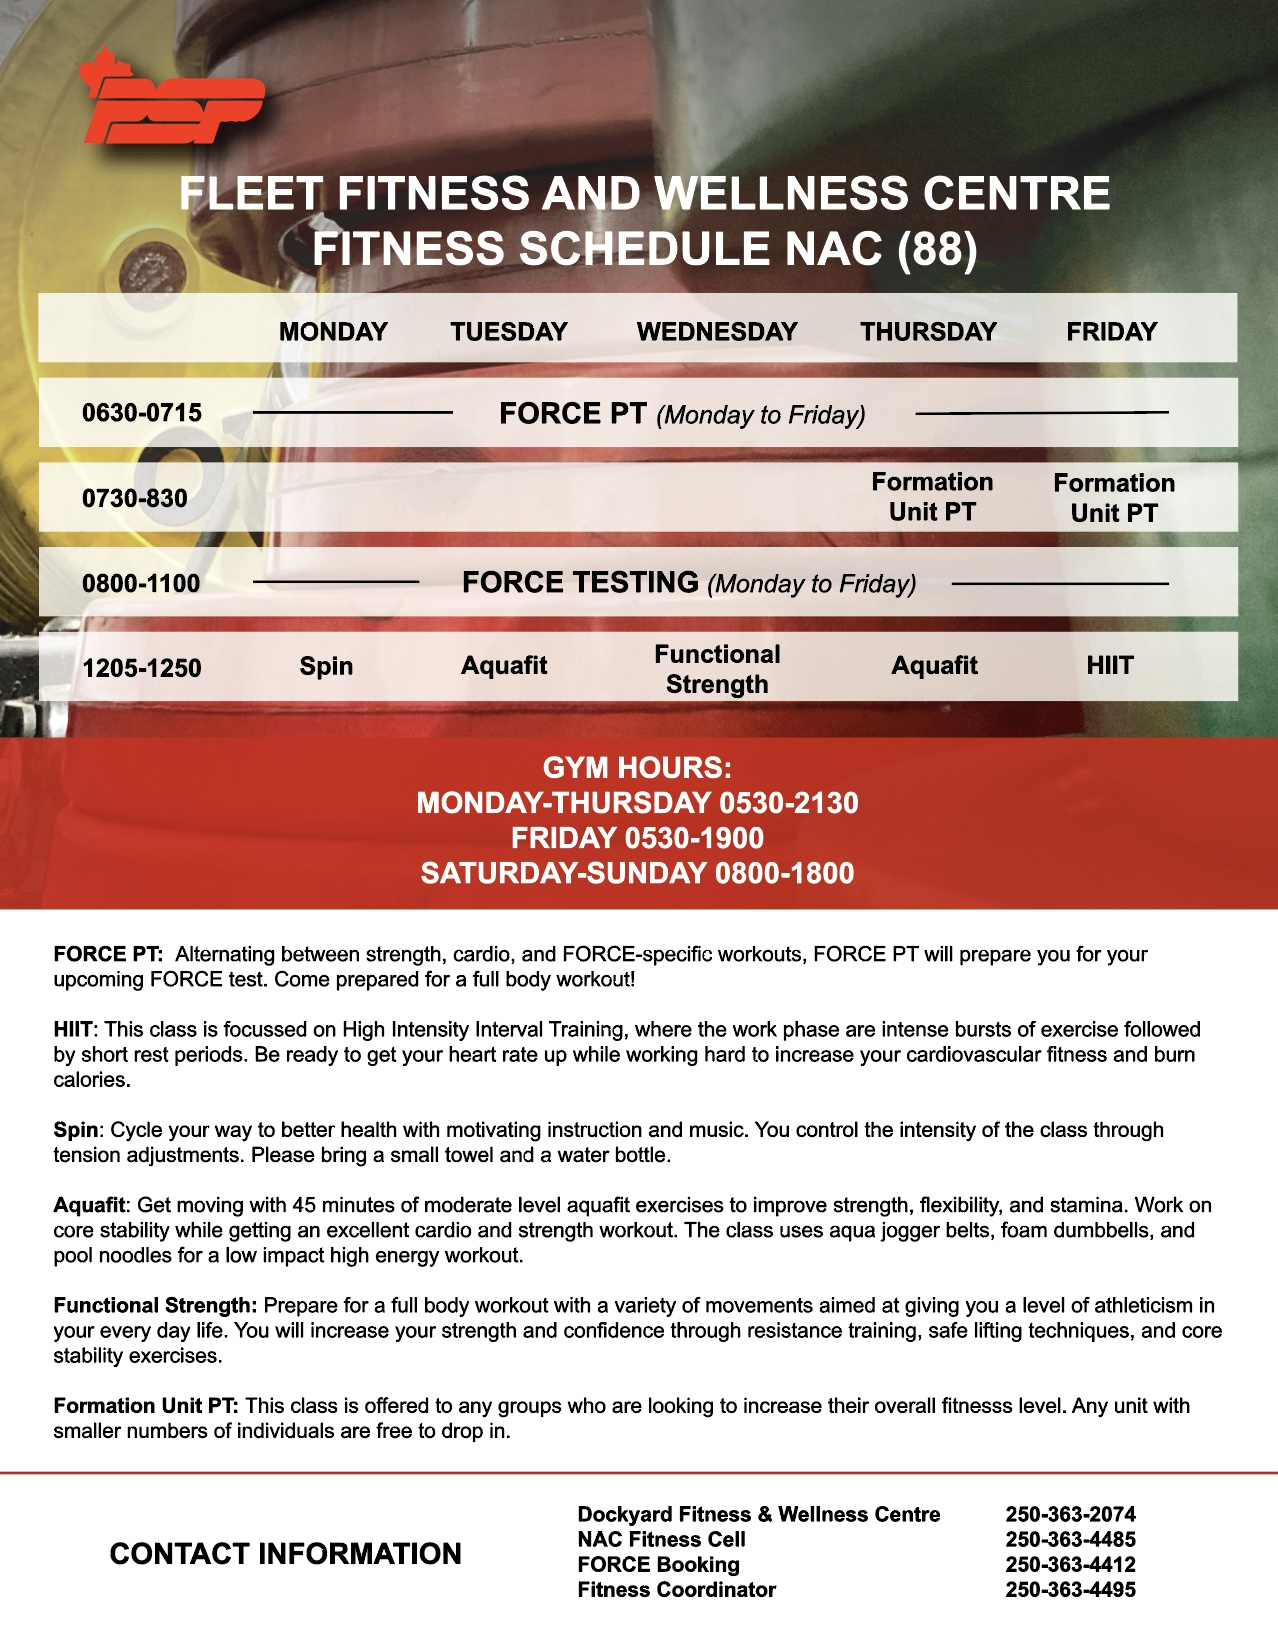 PSP
FLEET FITNESS AND WELLNESS CENTRE
FITNESS SCHEDULE NAC (88)
MONDAY TUESDAY WEDNESDAY THURSDAY FRIDAY
0630-0715 FORCE PT (Monday to Friday)
0730-830 Formation Unit PT Formation Unit PT
0800-1100 FORCE TESTING (Monday to Friday)
1205-1250 Spin Aquafit Functional Strength Aquafit HIIT
GYM HOURS:
MONDAY-THURSDAY 0530-2130
FRIDAY 0530-1900
SATURDAY-SUNDAY 0800-1800
FORCE PT: Alternating between strength, cardio, and FORCE-specific workouts, FORCE PT will prepare you for your
upcoming FORCE test. Come prepared for a full body workout!
HIIT: This class is focussed on High Intensity Interval Training, where the work phase are intense bursts of exercise followed
by short rest periods. Be ready to get your heart rate up while working hard to increase your cardiovascular fitness and burn
calories.
Spin: Cycle your way to better health with motivating instruction and music. You control the intensity of the class through
tension adjustments. Please bring a small towel and a water bottle.
Aquafit: Get moving with 45 minutes of moderate level aquafit exercises to improve strength, flexibility, and stamina. Work on
core stability while getting an excellent cardio and strength workout. The class uses aqua jogger belts, foam dumbbells, and
pool noodles for a low impact high energy workout.
Functional Strength: Prepare for a full body workout with a variety of movements aimed at giving you a level of athleticism in
your every day life. You will increase your strength and confidence through resistance training, safe lifting techniques, and core
stability exercises.
Formation Unit PT: This class is offered to any groups who are looking to increase their overall fitnesss level. Any unit with
smaller numbers of individuals are free to drop in.
CONTACT INFORMATION
Dockyard Fitness & Wellness Centre 250-363-2074
NAC Fitness Cell 250-363-4485
FORCE Booking 250-363-4412
Fitness Coordinator 250-363-4495